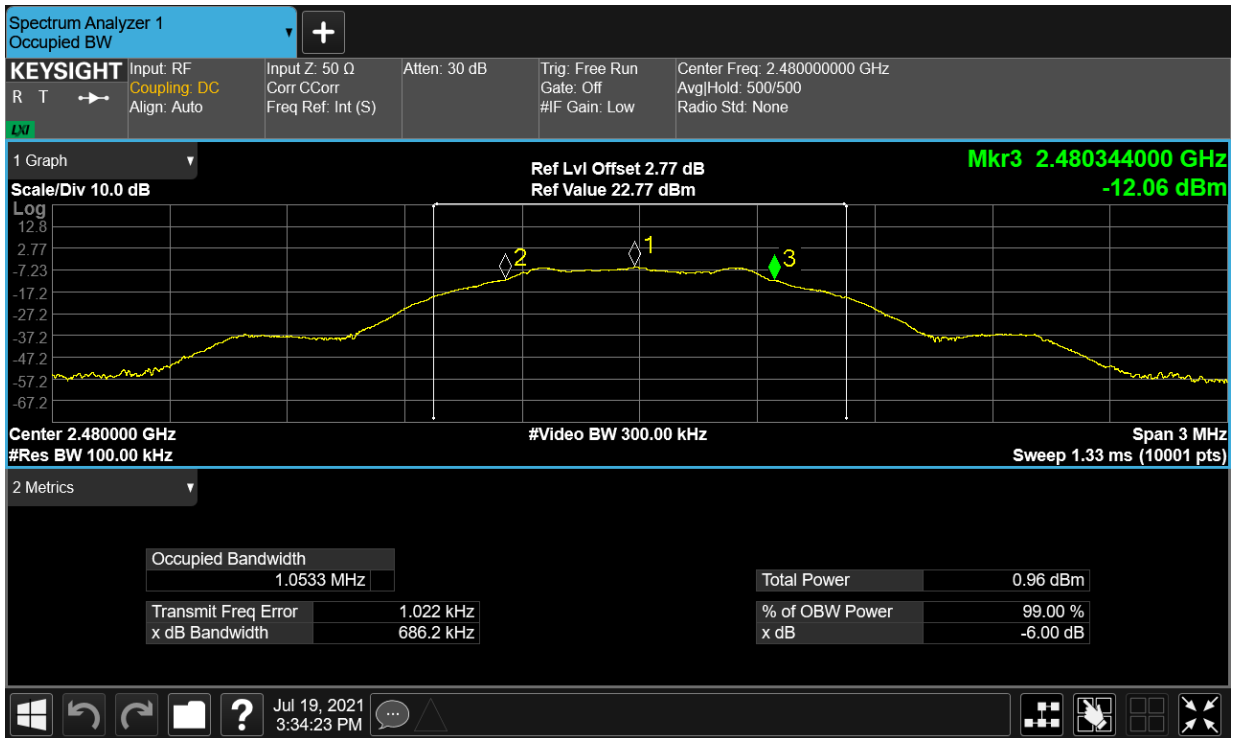 Spectrum Analyzer 1
Occupied BW
▼
+
KEYSIGHT
R T
LXI
Input: RF
Coupling: DC
Align: Auto
Input Z: 50 Ω
Corr CCorr
Freq Ref: Int (S)
Atten: 30 dB
Trig: Free Run
Gate: Off
#IF Gain: Low
Center Freq: 2.480000000 GHz
Avg|Hold: 500/500
Radio Std: None
1 Graph
Ref Lvl Offset 2.77 dB
Mkr3 2.480344000 GHz
Scale/Div 10.0 dB
Ref Value 22.77 dBm
-12.06 dBm
Log
12.8
2.77
-7.23
-17.2
-27.2
-37.2
-47.2
-57.2
-67.2
2
1
3
Center 2.480000 GHz
#Video BW 300.00 kHz
Span 3 MHz
#Res BW 100.00 kHz
Sweep 1.33 ms (10001 pts)
2 Metrics
Occupied Bandwidth
1.0533 MHz
Total Power 0.96 dBm
Transmit Freq Error 1.022 kHz
% of OBW Power 99.00 %
x dB Bandwidth 686.2 kHz
x dB -6.00 dB
?
Jul 19, 2021
3:34:23 PM